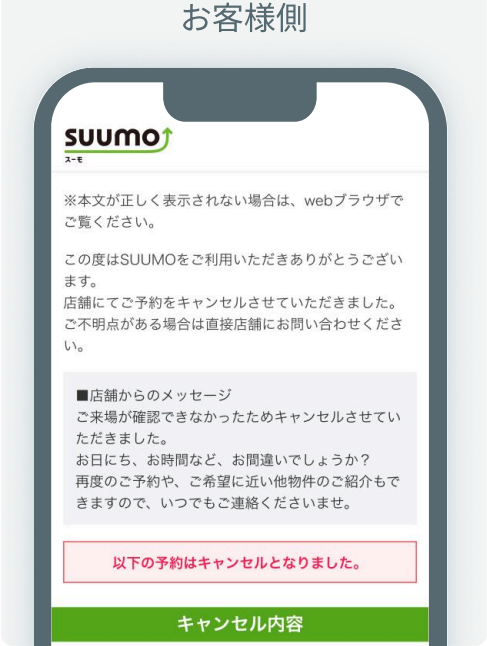 お客様側
suumo
スーモ
※本文が正しく表示されない場合は、webブラウザで
ご覧ください。
この度はSUUMOをご利用いただきありがとうござい
ます。
店舗にてご予約をキャンセルさせていただきました。
ご不明点がある場合は直接店舗にお問い合わせくださ
い。
■店舗からのメッセージ
ご来場が確認できなかったためキャンセルさせてい
ただきました。
お日にち、お時間など、お間違いでしょうか？
再度のご予約や、ご希望に近い他物件のご紹介もで
きますので、いつでもご連絡くださいませ。
以下の予約はキャンセルとなりました。
キャンセル内容